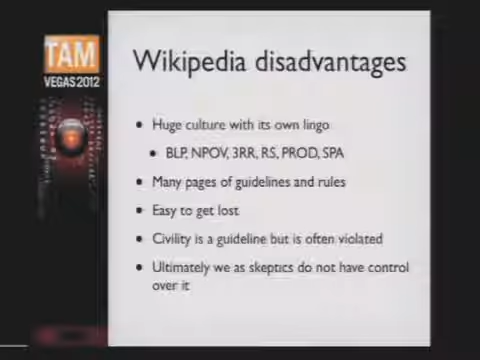 TAM
VEGAS 2012
Wikipedia disadvantages
• Huge culture with its own lingo
• BLP, NPOV, 3RR, RS, PROD, SPA
• Many pages of guidelines and rules
• Easy to get lost
• Civility is a guideline but is often violated
• Ultimately we as skeptics do not have control
over it